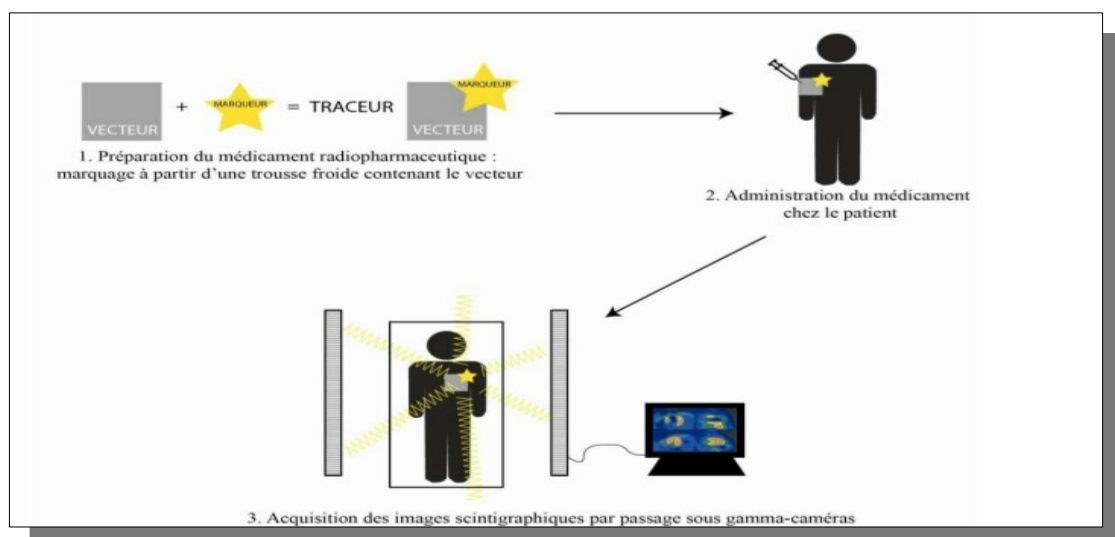 VECTEUR + MARQUEUR = TRACEUR MARQUEUR VECTEUR
1. Préparation du médicament radiopharmaceutique :
marquage à partir d'une trousse froide contenant le vecteur
2. Administration du médicament
chez le patient
3. Acquisition des images scintigraphiques par passage sous gamma-caméras